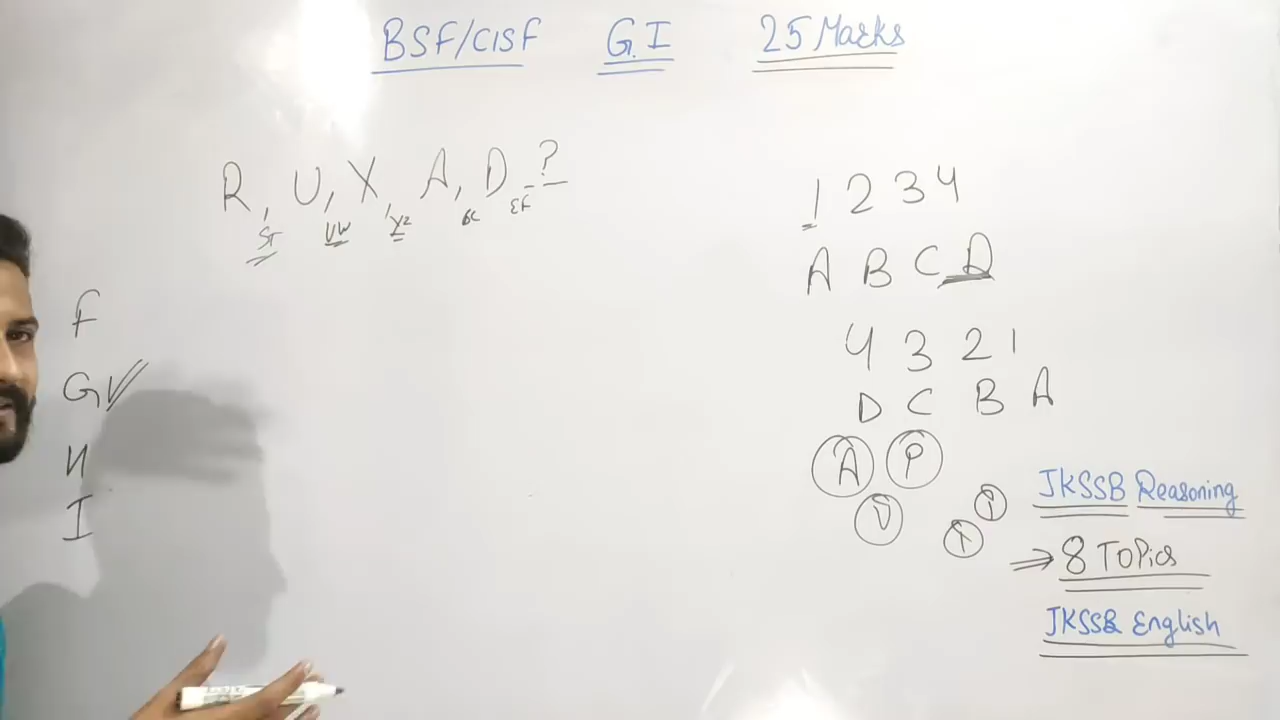 BSF/CISF G.I 25 Marks
R, U, X, A, D, ?
ST VW YZ BC EF
F
G
H
I
1 2 3 4
A B C D
4 3 2 1
D C B A
A P
U
JKSSB Reasoning
⇒ 8 Topics
JKSSB English